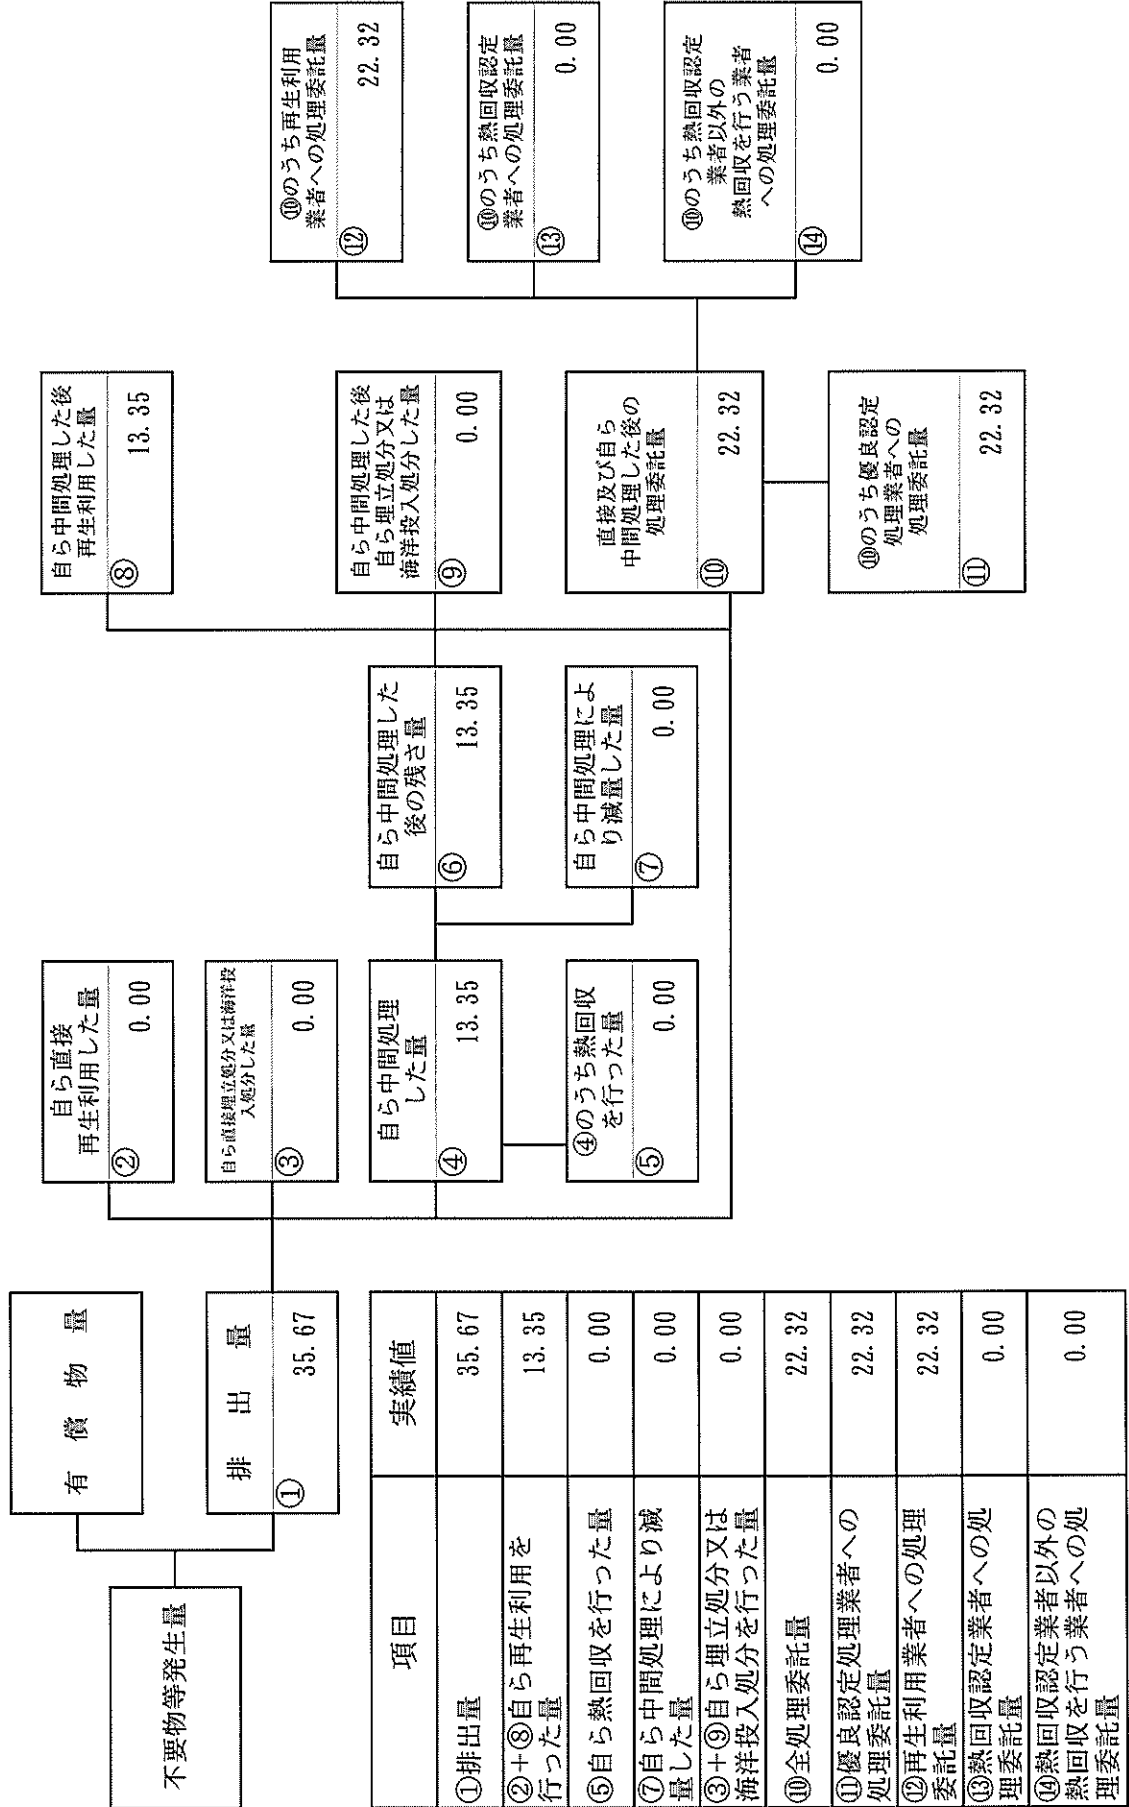 不要物等発生量
有償物量
排出量
①
35.67
自ら直接
再生利用した量
②
0.00
自ら直接埋立処分又は海洋投
入処分した量
③
0.00
自ら中間処理
した量
④
13.35
④のうち熱回収
を行った量
⑤
0.00
自ら中間処理した
後の残さ量
⑥
13.35
自ら中間処理によ
り減量した量
⑦
0.00
自ら中間処理した後
再生利用した量
⑧
13.35
自ら中間処理した後
自ら埋立処分又は
海洋投入処分した量
⑨
0.00
直接及び自ら
中間処理した後の
処理委託量
⑩
22.32
⑩のうち優良認定
処理業者への
処理委託量
⑪
22.32
⑩のうち再生利用
業者への処理委託量
⑫
22.32
⑩のうち熱回収認定
業者への処理委託量
⑬
0.00
⑩のうち熱回収認定
業者以外の
熱回収を行う業者
への処理委託量
⑭
0.00
項目 実績値
①排出量 35.67
②+⑧自ら再生利用を
行った量 13.35
⑤自ら熱回収を行った量 0.00
⑦自ら中間処理により減
量した量 0.00
③+⑨自ら埋立処分又は
海洋投入処分を行った量 0.00
⑩全処理委託量 22.32
⑪優良認定処理業者への
処理委託量 22.32
⑫再生利用業者への処理
委託量 22.32
⑬熱回収認定業者への処
理委託量 0.00
⑭熱回収認定業者以外の
熱回収を行う業者への処
理委託量 0.00